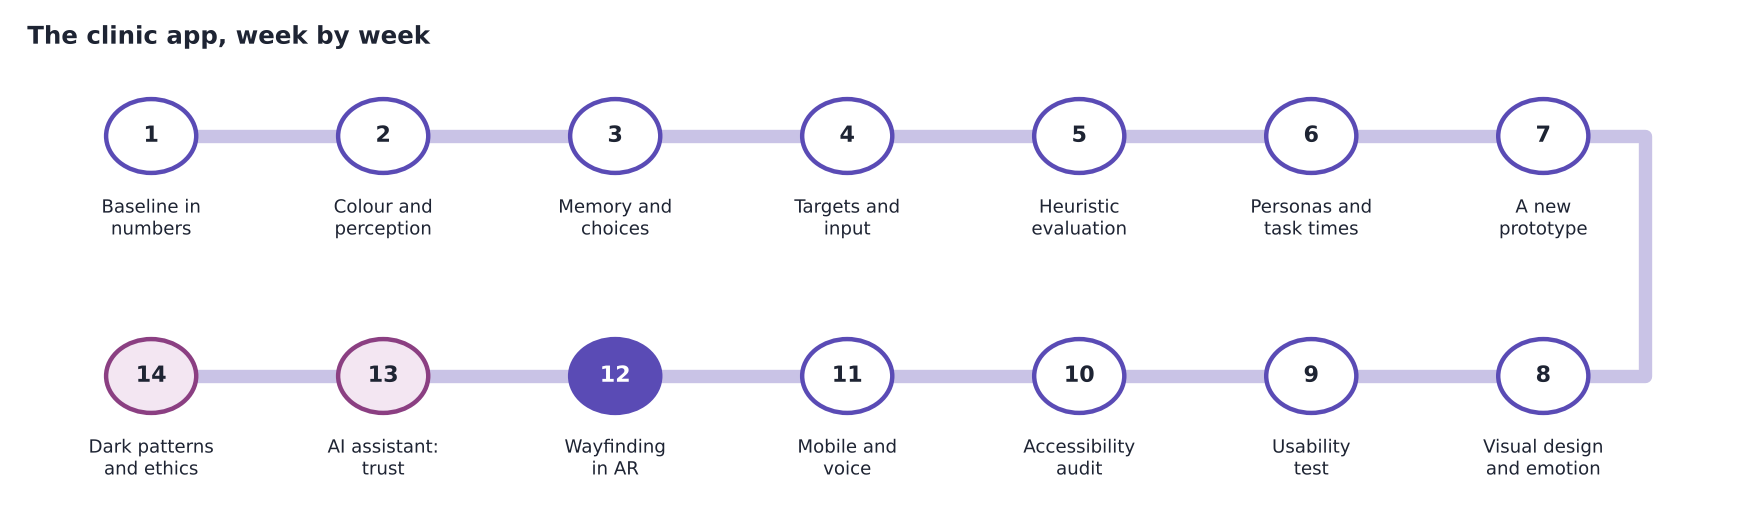 The clinic app, week by week
1
2
3
4
5
6
7
Baseline in
numbers
Colour and
perception
Memory and
choices
Targets and
input
Heuristic
evaluation
Personas and
task times
A new
prototype
14
13
12
11
10
9
8
Dark patterns
and ethics
AI assistant:
trust
Wayfinding
in AR
Mobile and
voice
Accessibility
audit
Usability
test
Visual design
and emotion